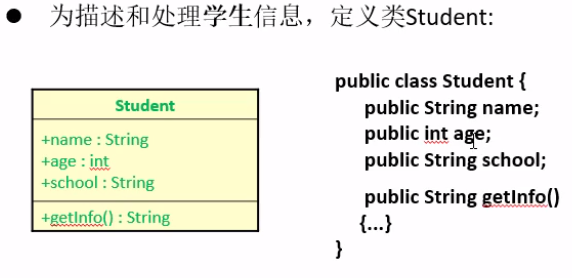 ● 为描述和处理学生信息，定义类Student:
Student
+name : String
+age : int
+school : String
+getInfo() : String
public class Student {
public String name;
public int age;
public String school;
public String getInfo()
{...}
}